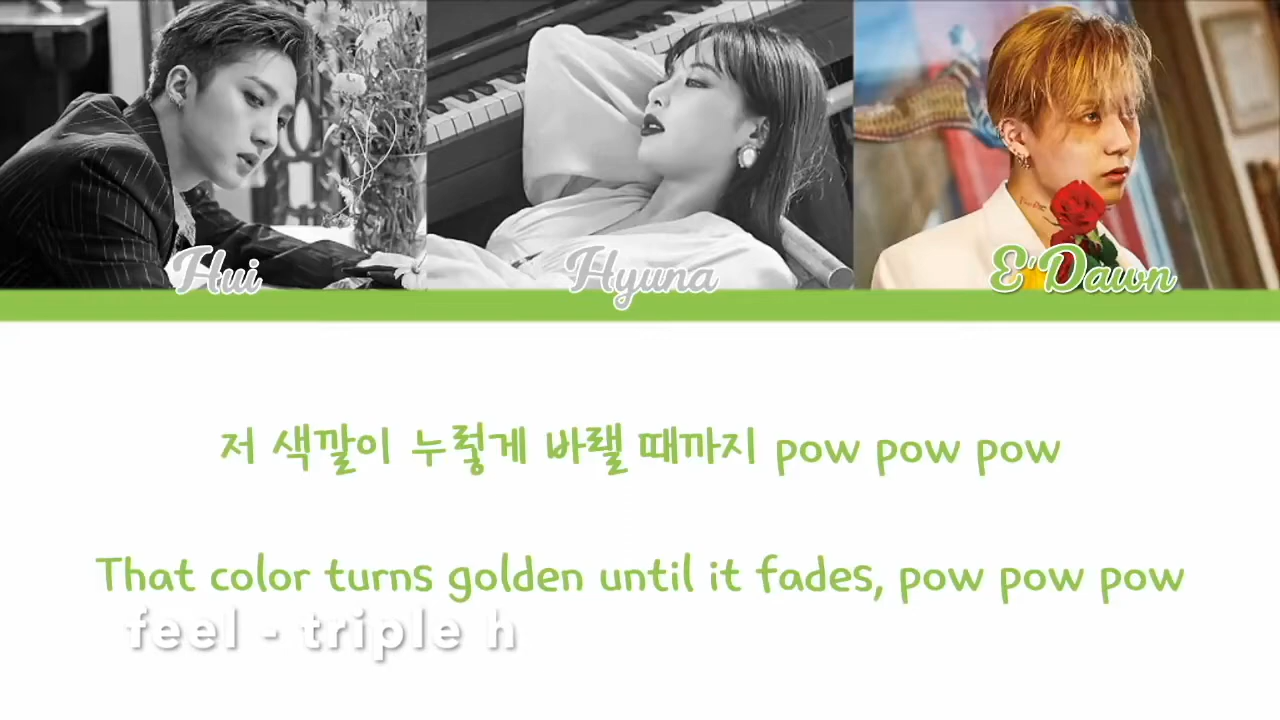 Hui
Hyuna
E'Dawn
저 색깔이 누렇게 바랠 때까지 pow pow pow
That color turns golden until it fades, pow pow pow
feel - triple h